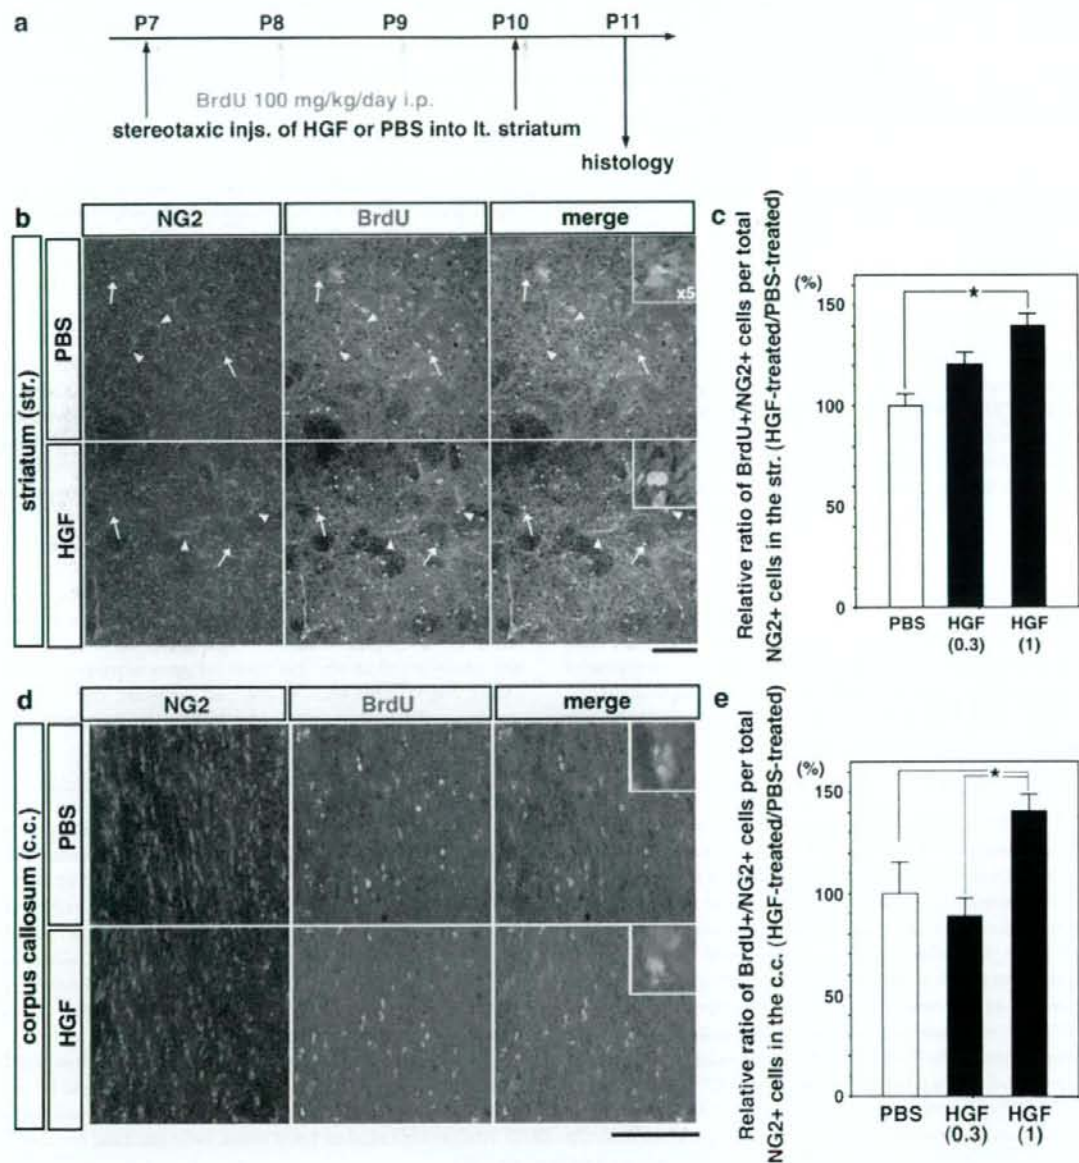 a
P7 P8 P9 P10 P11
BrdU 100 mg/kg/day i.p.
stereotaxic injs. of HGF or PBS into lt. striatum
histology
b
NG2 BrdU merge
striatum (str.)
PBS
x5
HGF
c
Relative ratio of BrdU+/NG2+ cells per total
NG2+ cells in the str. (HGF-treated/PBS-treated)
(%)
150
100
50
0
PBS HGF HGF
(0.3) (1)
★
d
NG2 BrdU merge
corpus callosum (c.c.)
PBS
HGF
e
Relative ratio of BrdU+/NG2+ cells per total
NG2+ cells in the c.c. (HGF-treated/PBS-treated)
(%)
150
100
50
0
PBS HGF HGF
(0.3) (1)
★